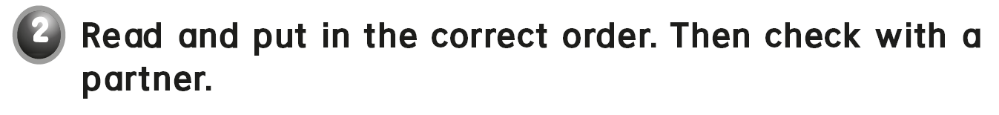 2 Read and put in the correct order. Then check with a
partner.